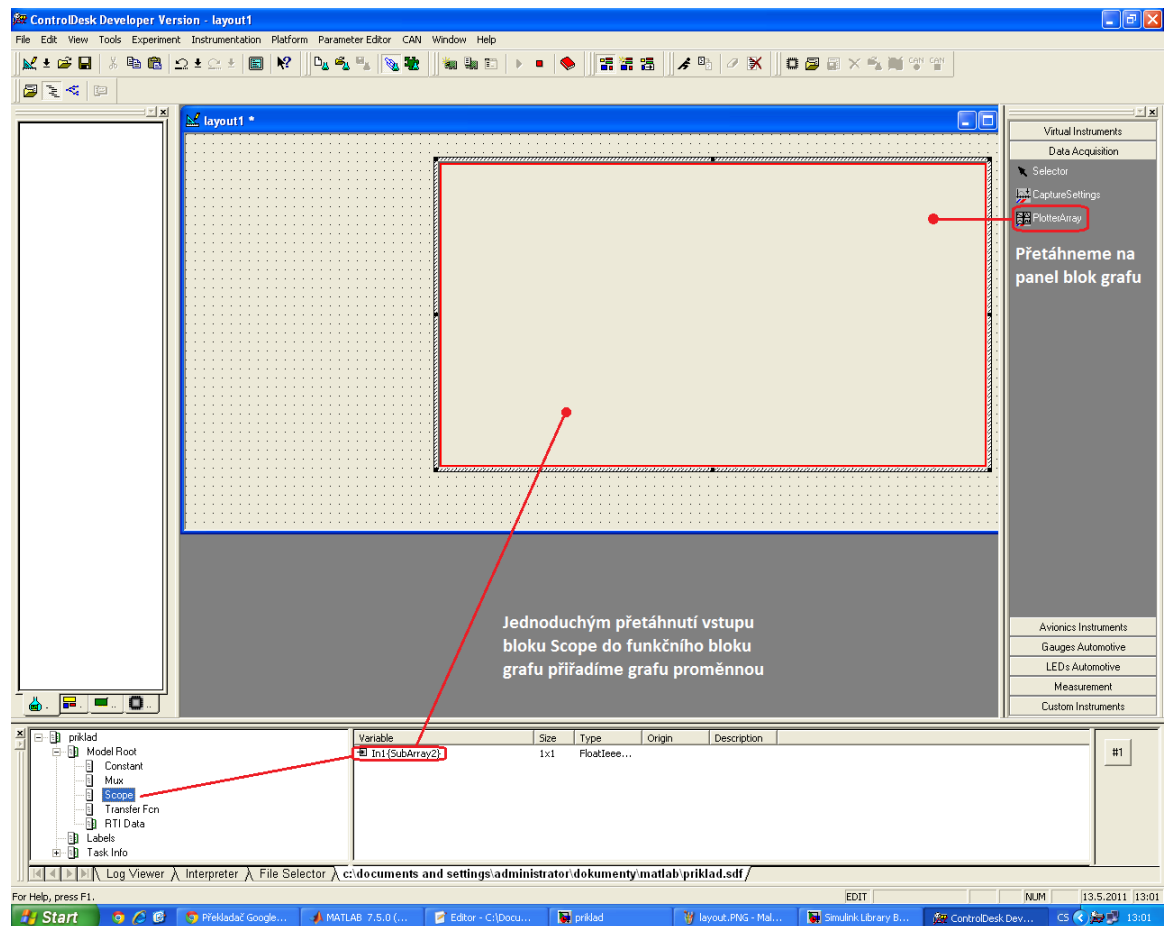 ControlDesk Developer Version - layout1
File Edit View Tools Experiment Instrumentation Platform Parameter Editor CAN Window Help
CAN CAN
layout1 *
Virtual Instruments
Data Acquisition
Selector
CaptureSettings
PlotterArray
Přetáhneme na
panel blok grafu
Jednoduchým přetáhnutí vstupu
bloku Scope do funkčního bloku
grafu přiřadíme grafu proměnnou
Avionics Instruments
Gauges Automotive
LEDs Automotive
Measurement
Custom Instruments
priklad
Model Root
Constant
Mux
Scope
Transfer Fcn
RTI Data
Labels
Task Info
Variable Size Type Origin Description
In1{SubArray2} 1x1 FloatIeee...
#1
Log Viewer Interpreter File Selector c:\documents and settings\administrator\dokumenty\matlab\priklad.sdf
For Help, press F1. EDIT NUM 13.5.2011 13:01
Start Překladač Google... MATLAB 7.5.0 (... Editor - C:\Docu... priklad layout.PNG - Mal... Simulink Library B... ControlDesk Dev... CS 13:01